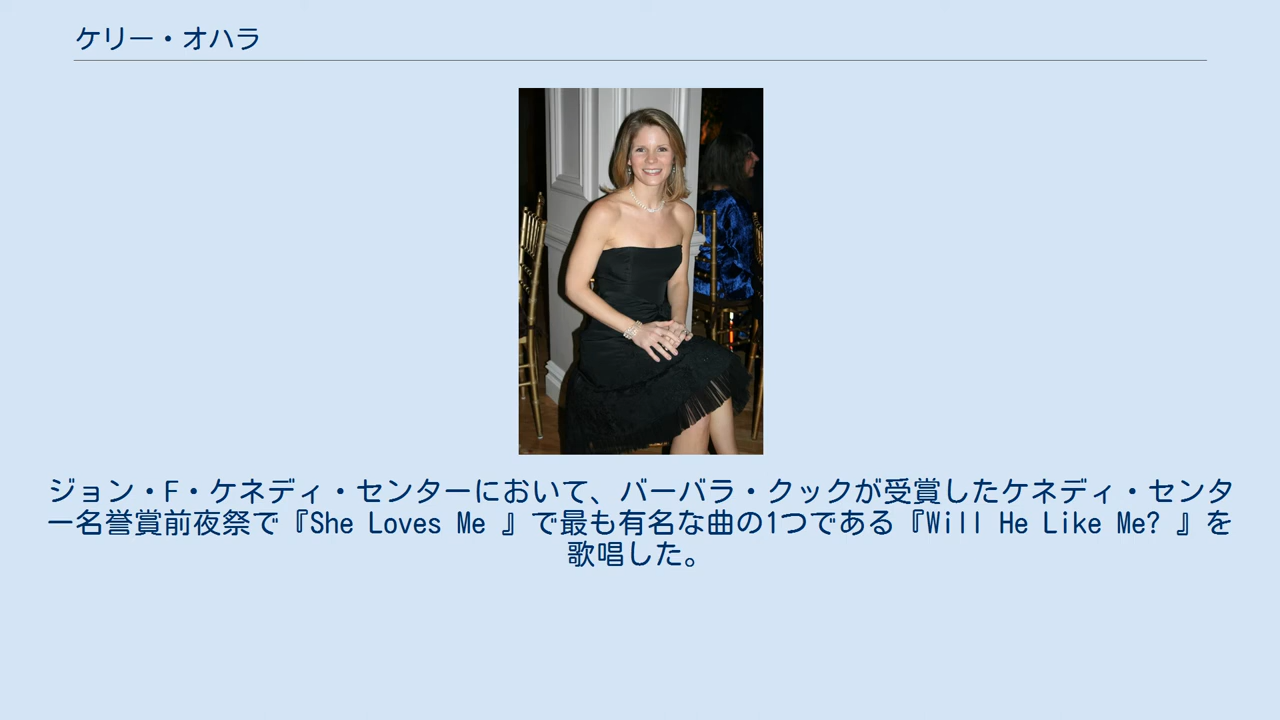 ケリー・オハラ
ジョン・F・ケネディ・センターにおいて、バーバラ・クックが受賞したケネディ・センタ
ー名誉賞前夜祭で『She Loves Me 』で最も有名な曲の1つである『Will He Like Me? 』を
歌唱した。